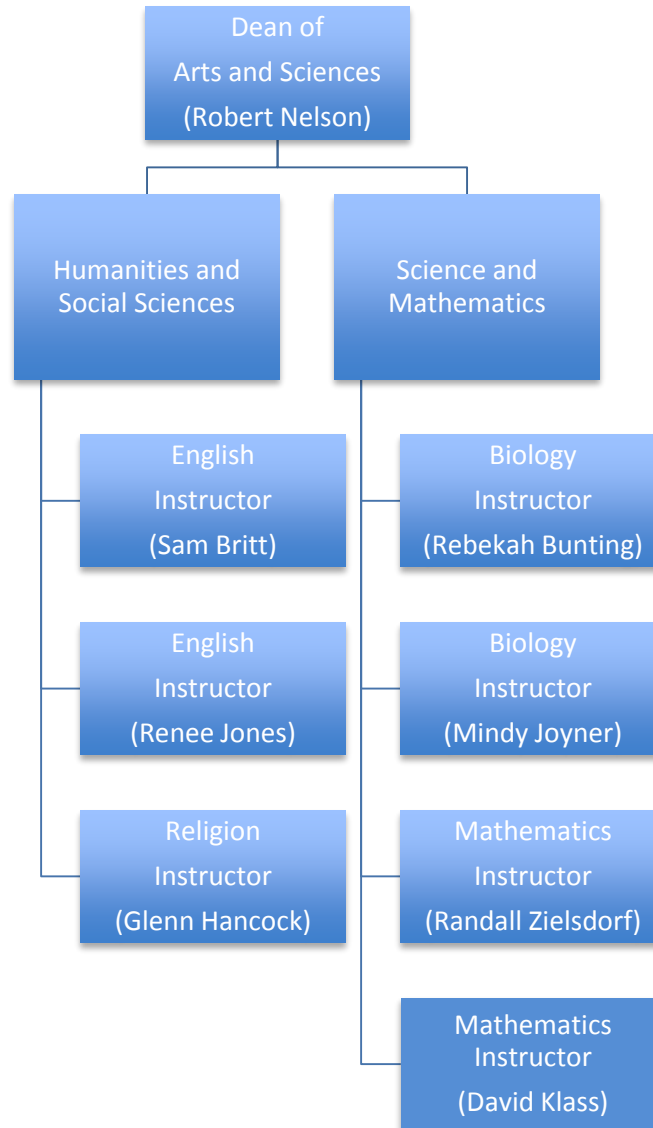 Dean of
Arts and Sciences
(Robert Nelson)
Humanities and
Social Sciences
Science and
Mathematics
English
Instructor
(Sam Britt)
English
Instructor
(Renee Jones)
Religion
Instructor
(Glenn Hancock)
Biology
Instructor
(Rebekah Bunting)
Biology
Instructor
(Mindy Joyner)
Mathematics
Instructor
(Randall Zielsdorf)
Mathematics
Instructor
(David Klass)